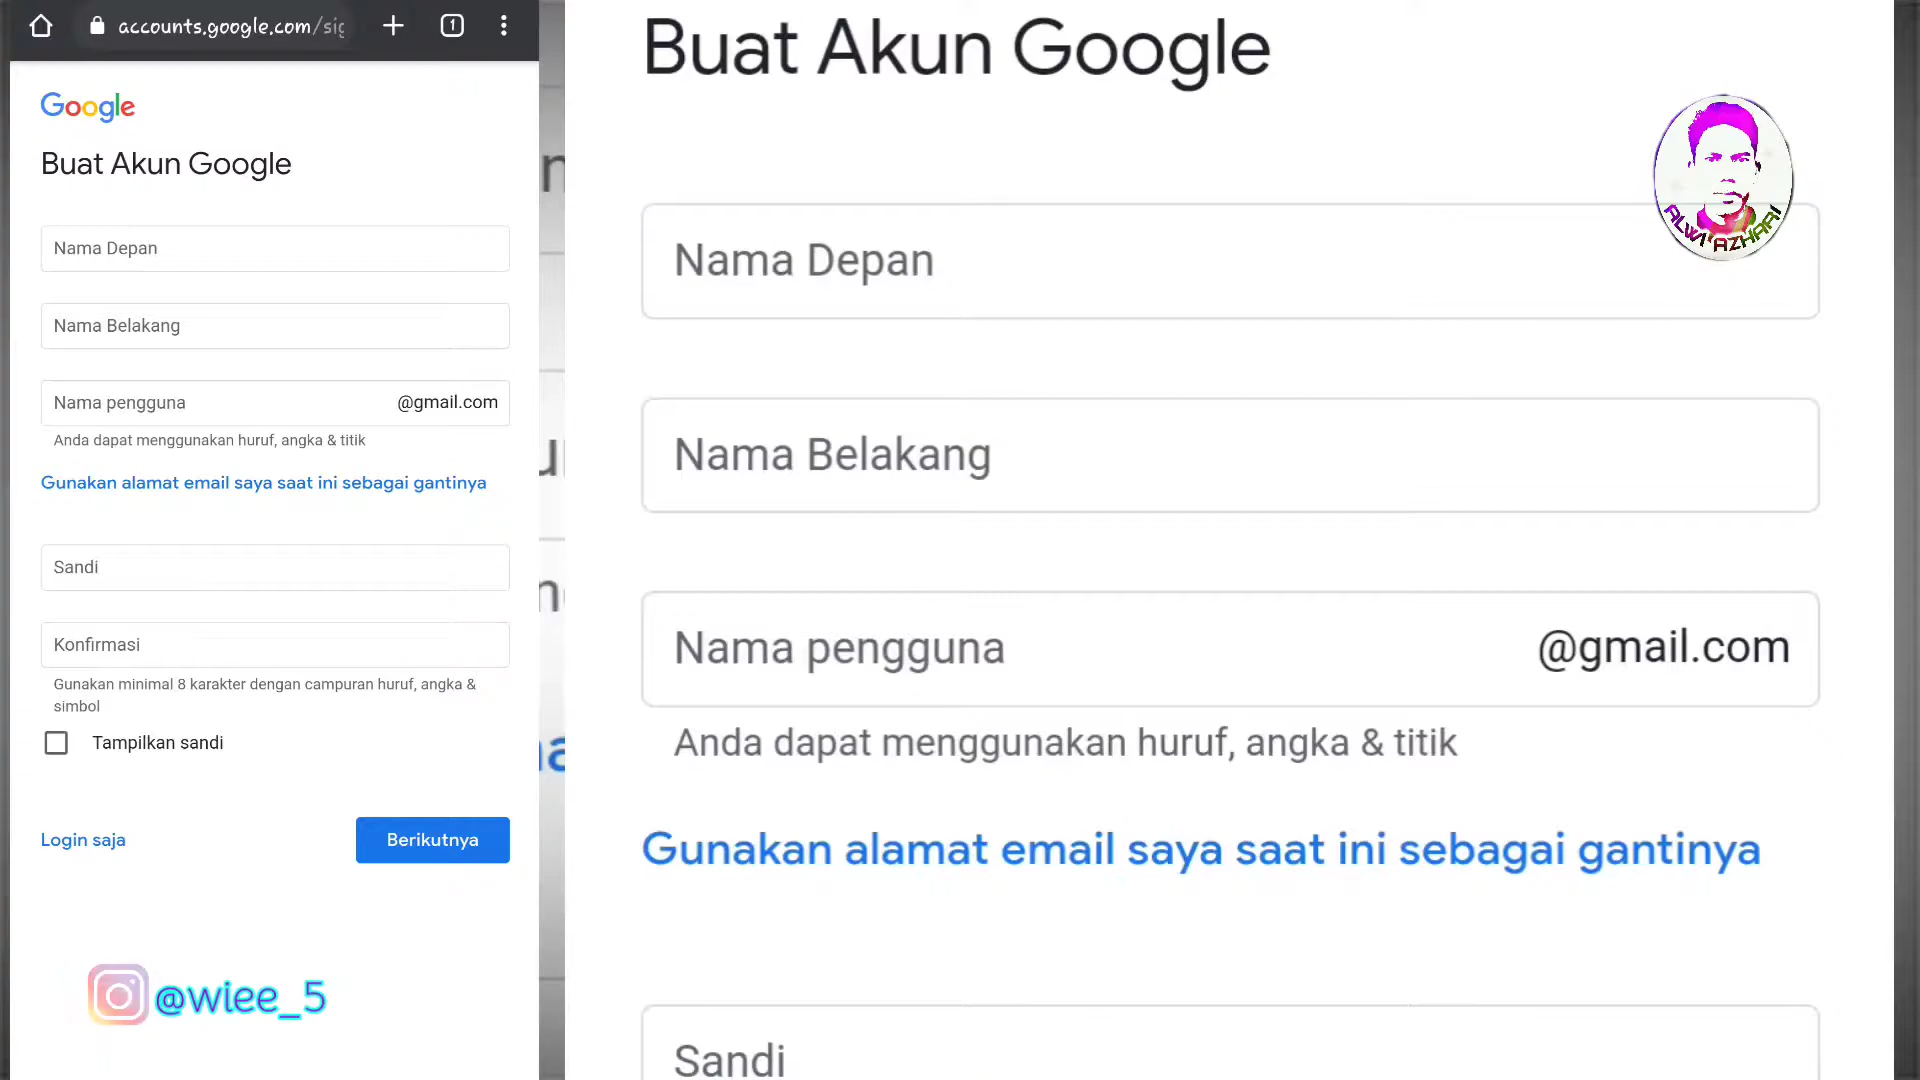 accounts.google.com/sig
1
Google
Buat Akun Google
Nama Depan
Nama Belakang
Nama pengguna @gmail.com
Anda dapat menggunakan huruf, angka & titik
Gunakan alamat email saya saat ini sebagai gantinya
Sandi
Konfirmasi
Gunakan minimal 8 karakter dengan campuran huruf, angka &
simbol
Tampilkan sandi
Login saja
Berikutnya
@wiee_5
Buat Akun Google
ALWI AZHARI
Nama Depan
Nama Belakang
Nama pengguna @gmail.com
Anda dapat menggunakan huruf, angka & titik
Gunakan alamat email saya saat ini sebagai gantinya
Sandi